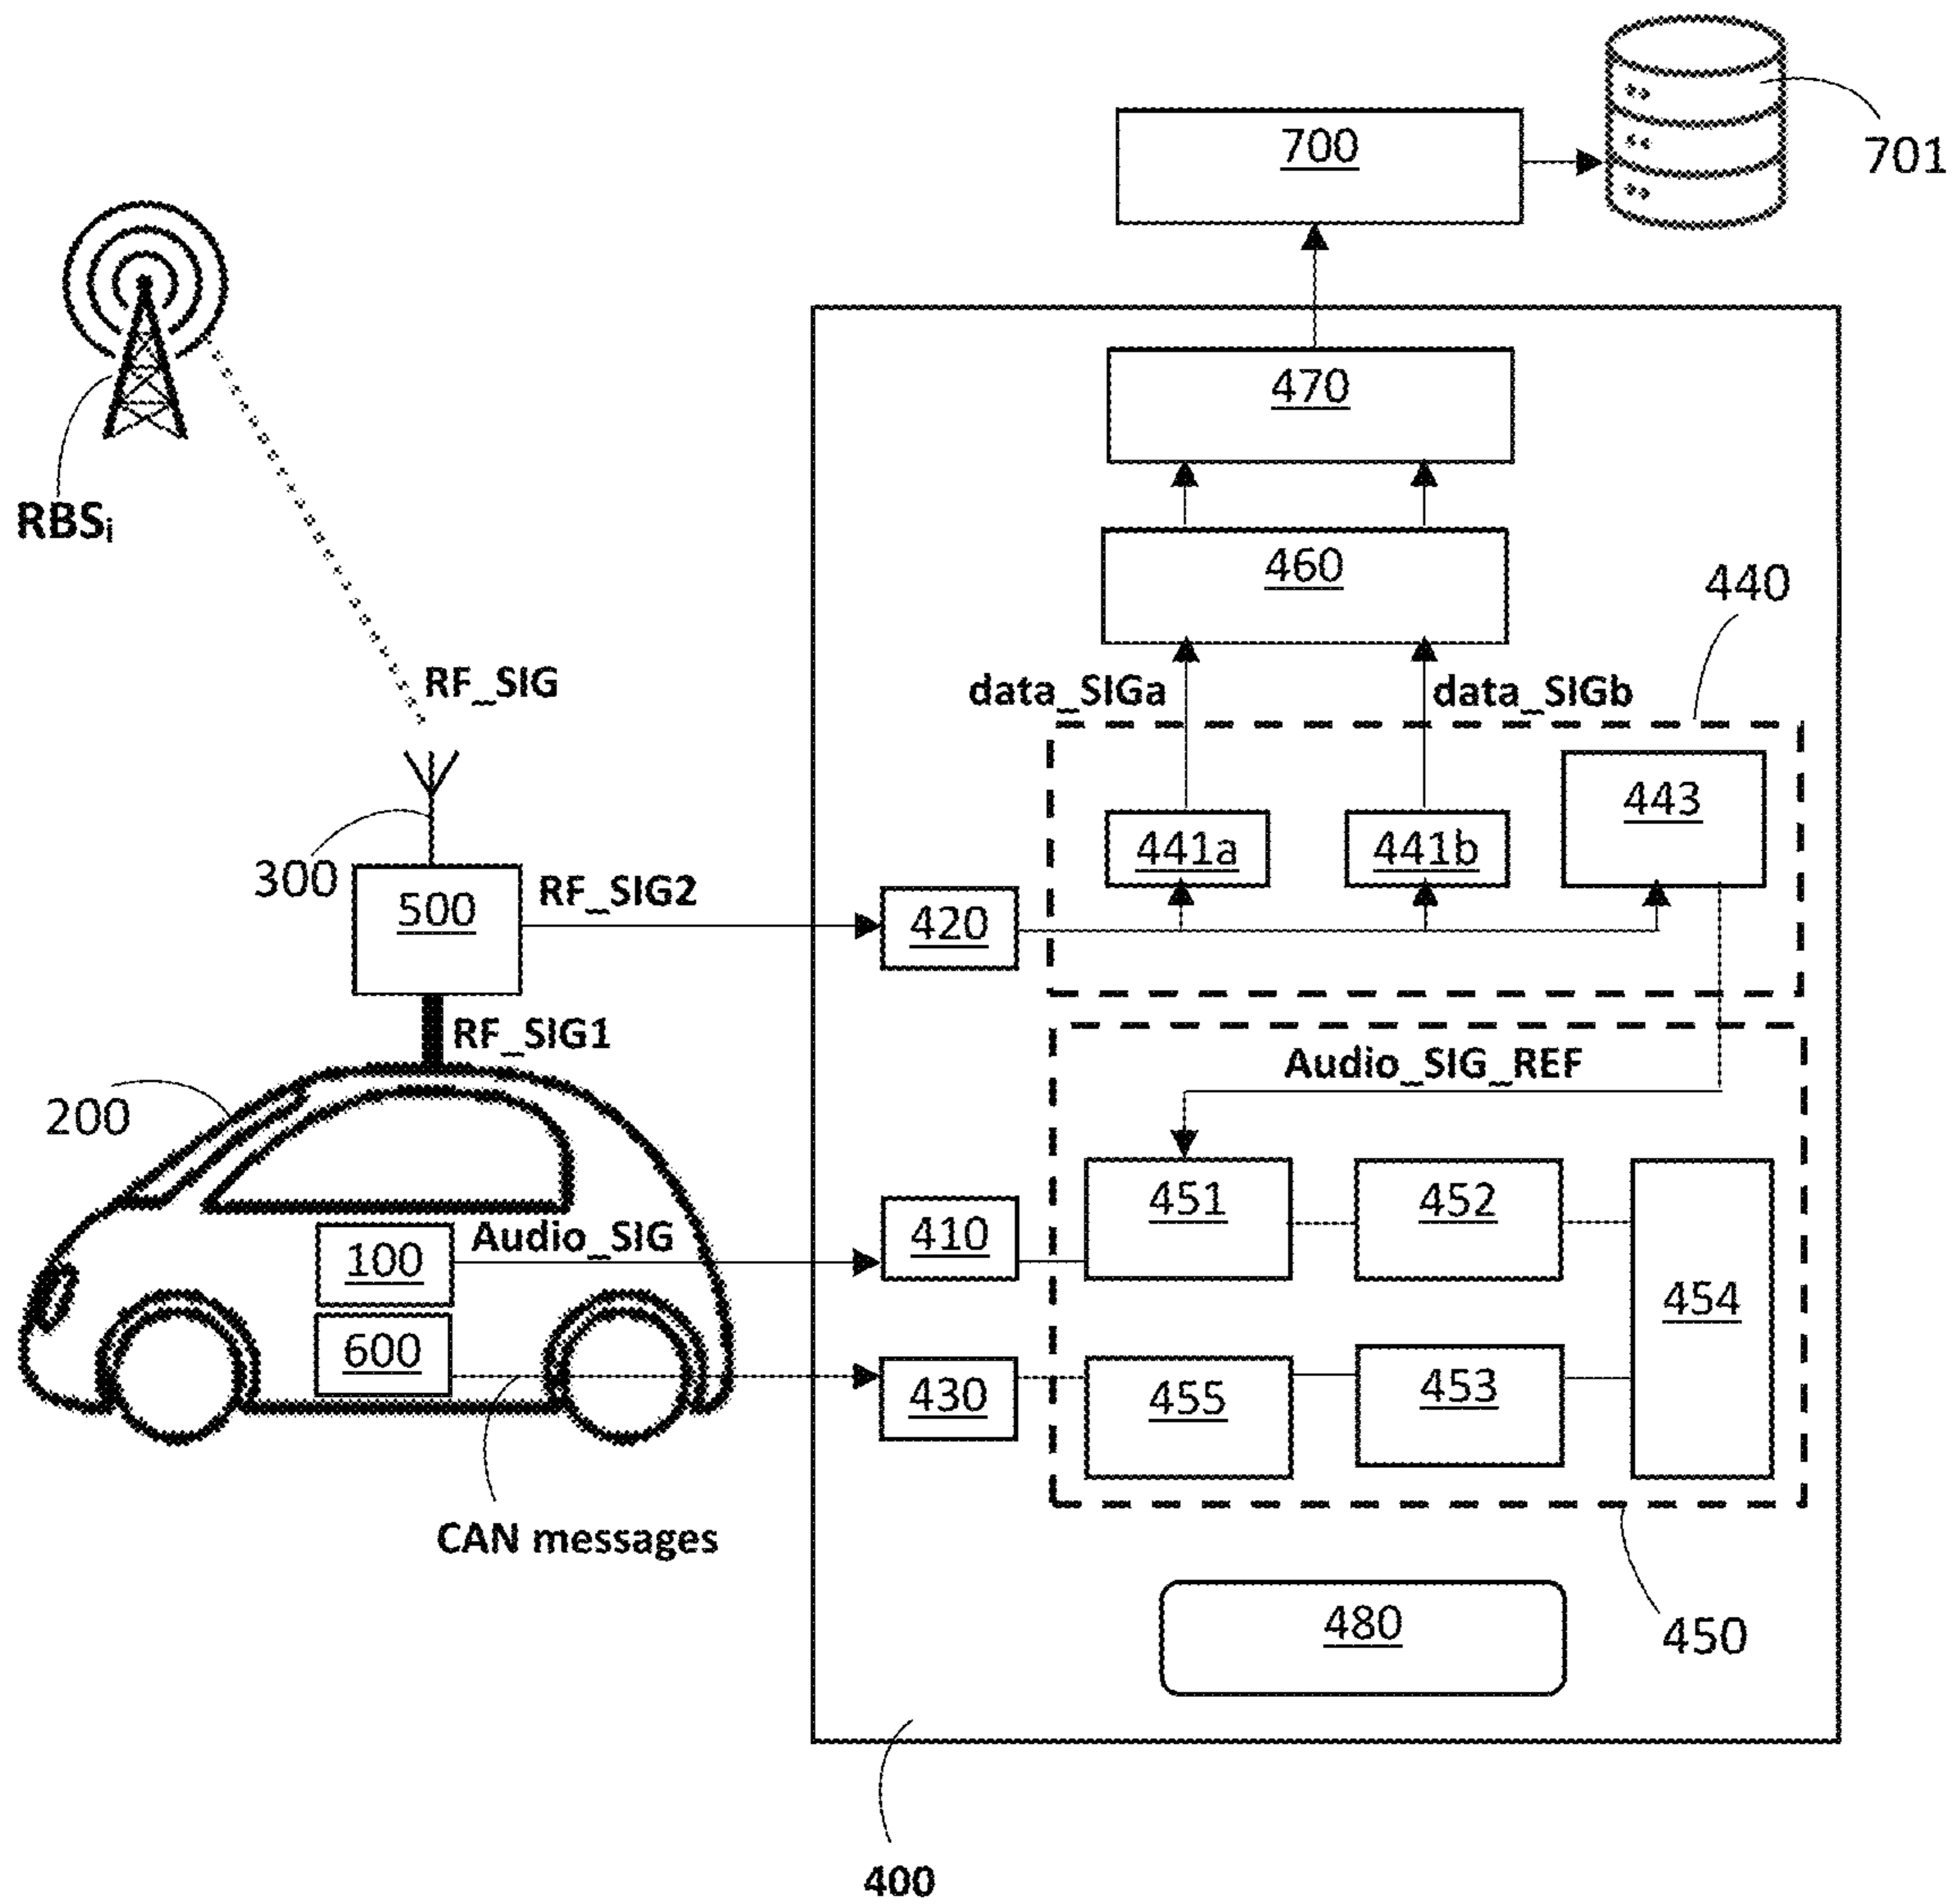 700
701
470
RBSi
460
440
RF_SIG
data_SIGa
data_SIGb
443
441a
441b
300
500
RF_SIG2
420
RF_SIG1
Audio_SIG_REF
200
451
452
Audio_SIG
410
100
454
600
430
455
453
CAN messages
480
450
400